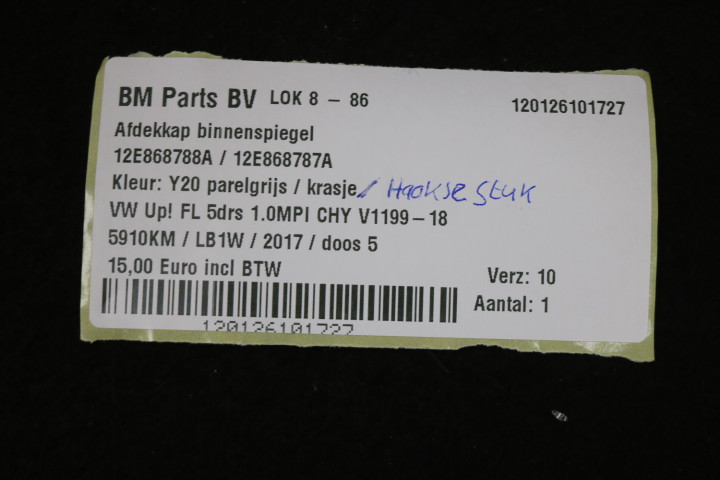 BM Parts BV LOK 8 - 86 120126101727
Afdekkap binnenspiegel
12E868788A / 12E868787A
Kleur: Y20 parelgrijs / krasje / Haakse stuk
VW Up! FL 5drs 1.0MPI CHY V1199-18
5910KM / LB1W / 2017 / doos 5
15,00 Euro incl BTW Verz: 10
Aantal: 1
120126101727